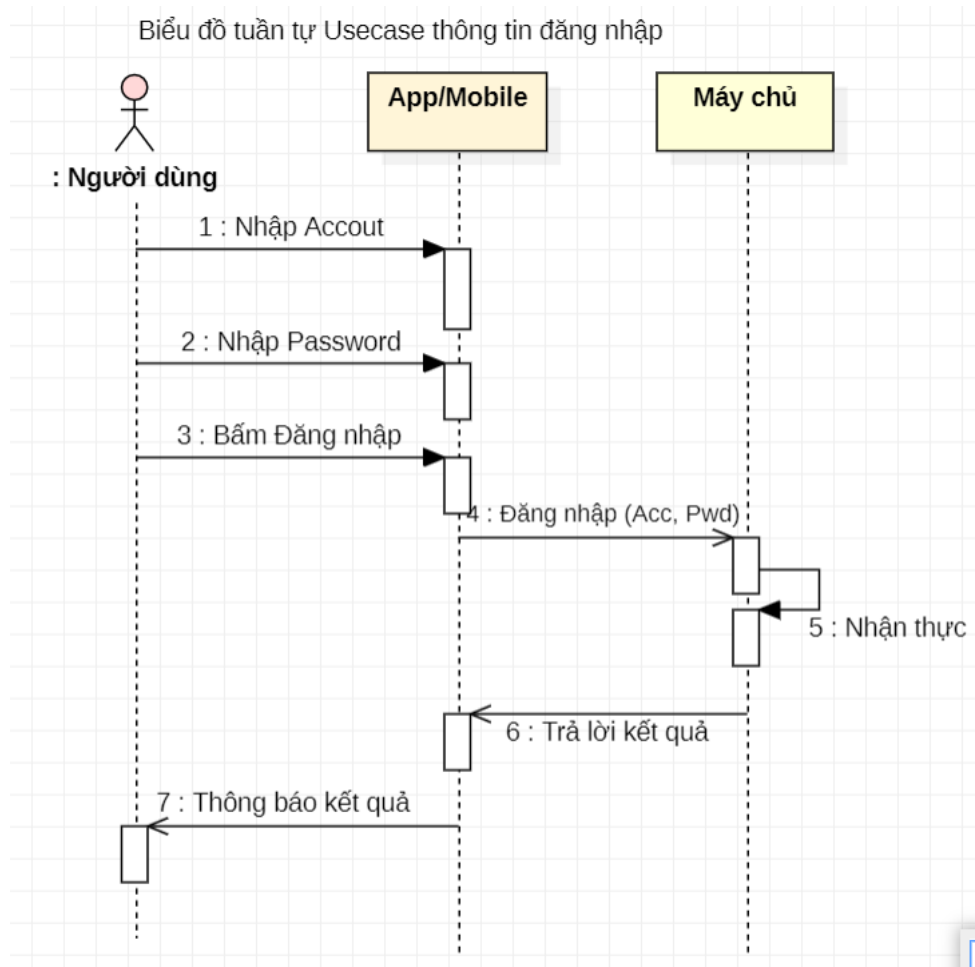 Biểu đồ tuần tự Usecase thông tin đăng nhập
App/Mobile
Máy chủ
: Người dùng
1 : Nhập Accout
2 : Nhập Password
3 : Bấm Đăng nhập
4 : Đăng nhập (Acc, Pwd)
5 : Nhận thực
6 : Trả lời kết quả
7 : Thông báo kết quả